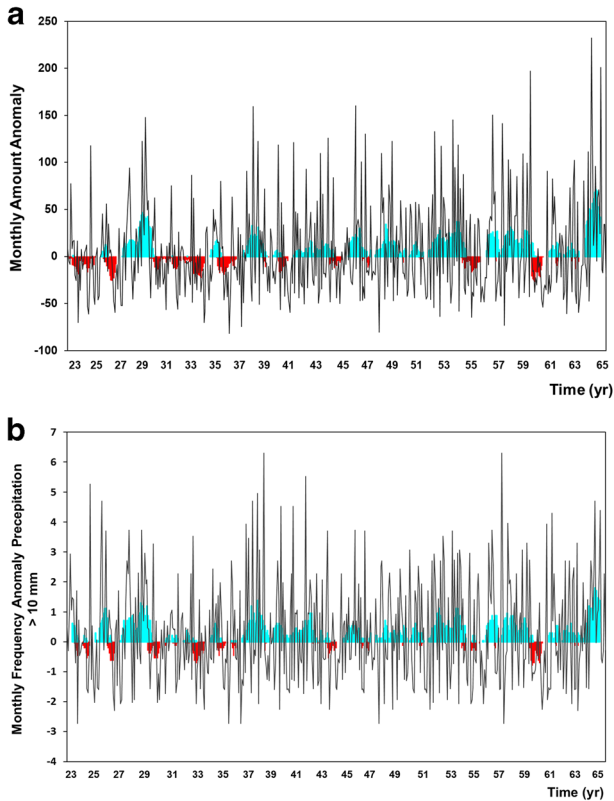 a
250
200
150
100
50
0
-50
-100
Monthly Amount Anomaly
23 25 27 29 31 33 35 37 39 41 43 45 47 49 51 53 55 57 59 61 63 65
Time (yr)
b
7
6
5
4
3
2
1
0
-1
-2
-3
-4
Monthly Frequency Anomaly Precepitation
> 10 mm
23 25 27 29 31 33 35 37 39 41 43 45 47 49 51 53 55 57 59 61 63 65
Time (yr)